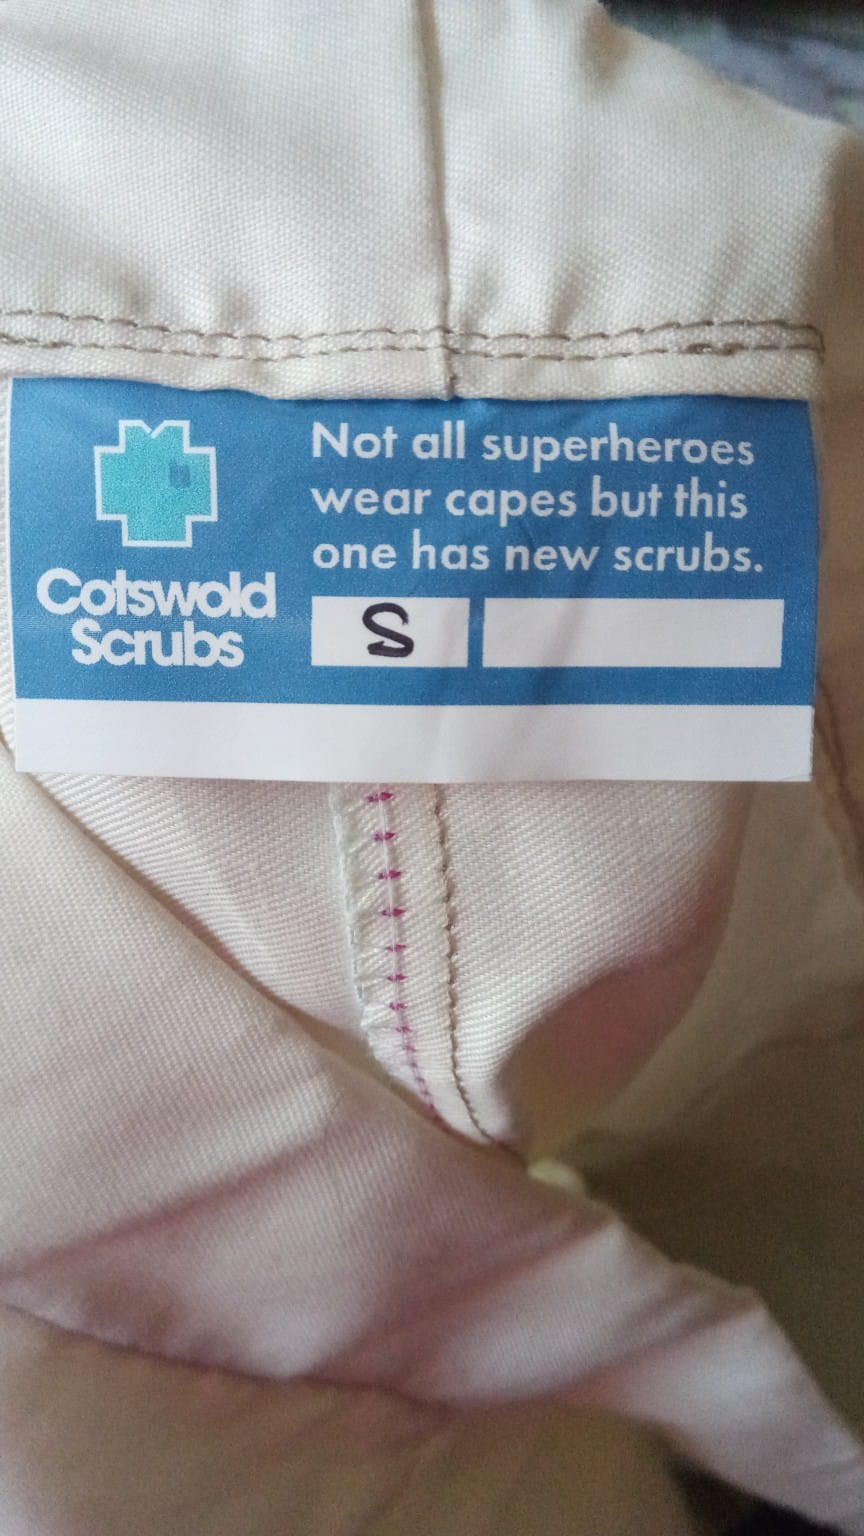 Cotswold
Scrubs
Not all superheroes
wear capes but this
one has new scrubs.
S